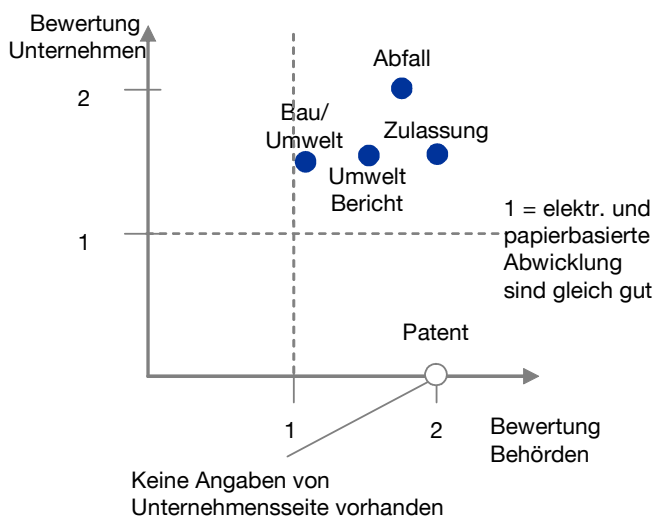 Bewertung
Unternehmen
Abfall
2
Bau/
Umwelt
Zulassung
Umwelt
Bericht
1 = elektr. und
papierbasierte
Abwicklung
sind gleich gut
1
Patent
1
2
Bewertung
Behörden
Keine Angaben von
Unternehmensseite vorhanden